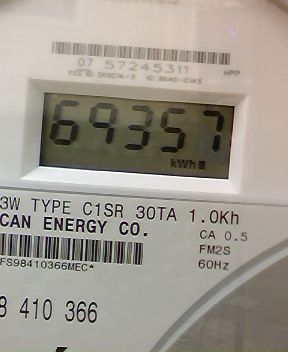 07 57245311
NPP
69357
kWh
3W TYPE C1SR 30TA 1.0Kh
CAN ENERGY CO.
CA 0.5
FM2S
60Hz
FS98410366MEC*
8 410 366